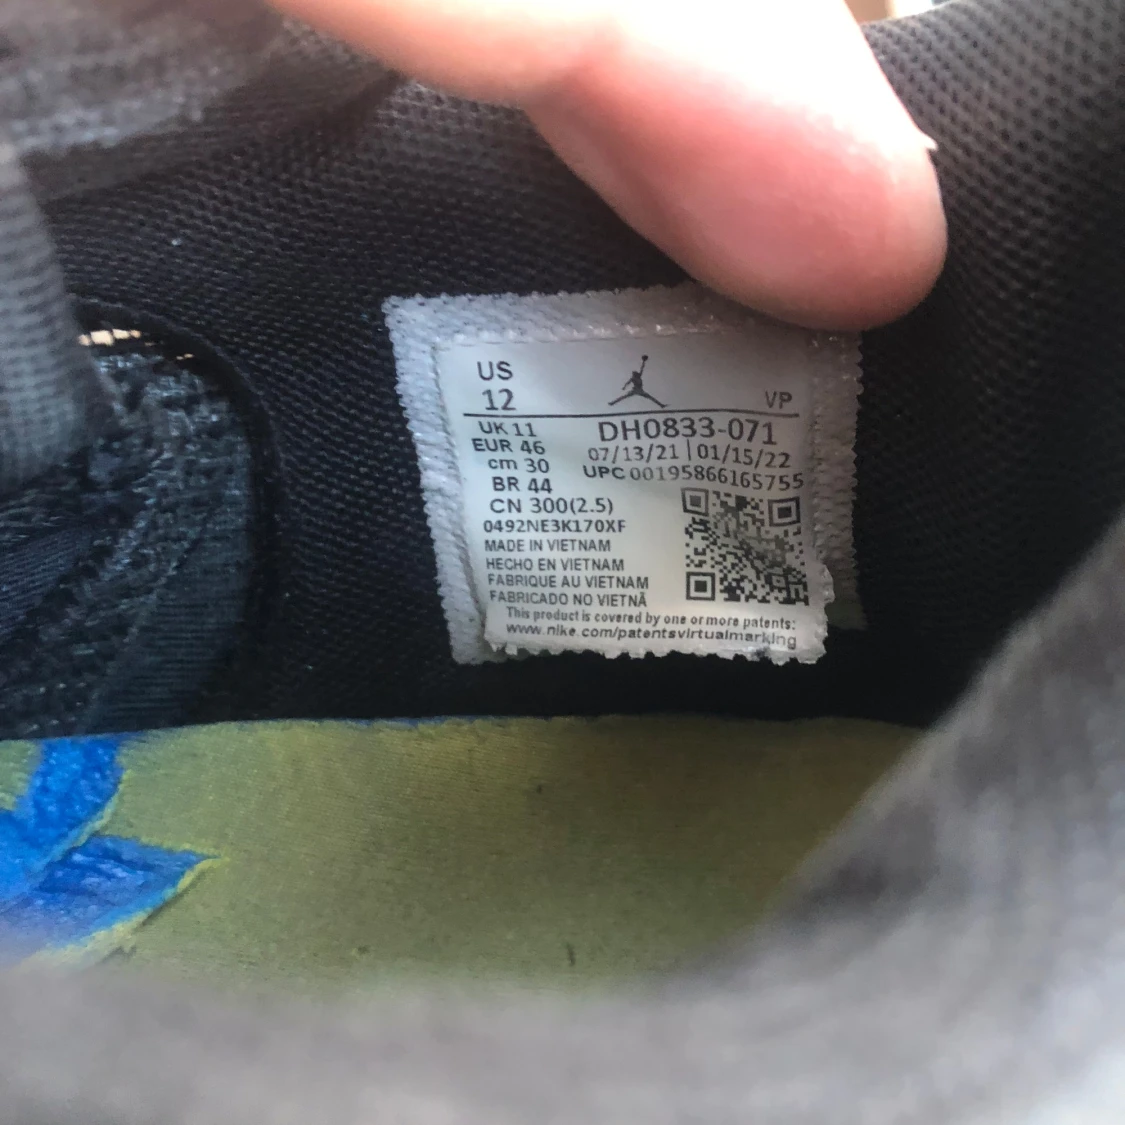 US
12
VP
UK 11
EUR 46
cm 30
BR 44
CN 300(2.5)
DH0833-071
07/13/21 | 01/15/22
UPC 00195866165755
0492NE3K170XF
MADE IN VIETNAM
HECHO EN VIETNAM
FABRIQUE AU VIETNAM
FABRICADO NO VIETNÃ
This product is covered by one or more patents:
www.nike.com/patentsvirtualmarking